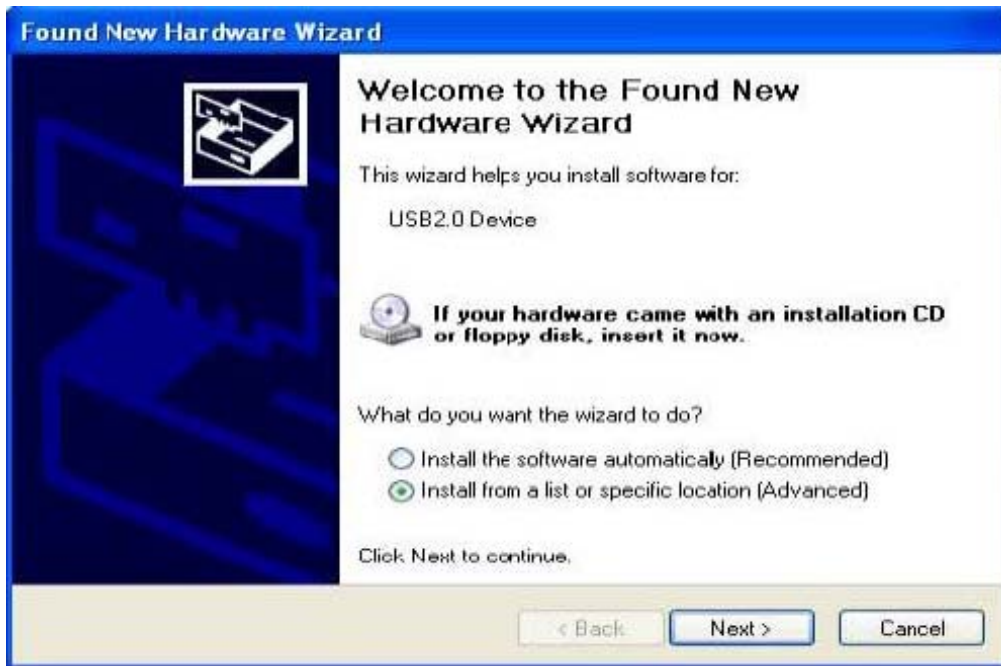 Found New Hardware Wizard
Welcome to the Found New
Hardware Wizard
This wizard helps you install software for:
USB2.0 Device
If your hardware came with an installation CD
or floppy disk, insert it now.
What do you want the wizard to do?
Install the software automatically (Recommended)
Install from a list or specific location (Advanced)
Click Next to continue.
< Back
Next >
Cancel